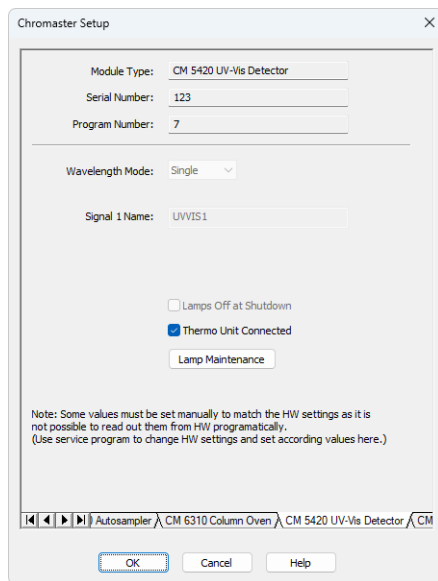 Chromaster Setup
Module Type: CM 5420 UV-Vis Detector
Serial Number: 123
Program Number: 7
Wavelength Mode: Single
Signal 1 Name: UVVIS1
Lamps Off at Shutdown
Thermo Unit Connected
Lamp Maintenance
Note: Some values must be set manually to match the HW settings as it is
not possible to read out them from HW programatically.
(Use service program to change HW settings and set according values here.)
Autosampler CM 6310 Column Oven CM 5420 UV-Vis Detector CM
OK Cancel Help